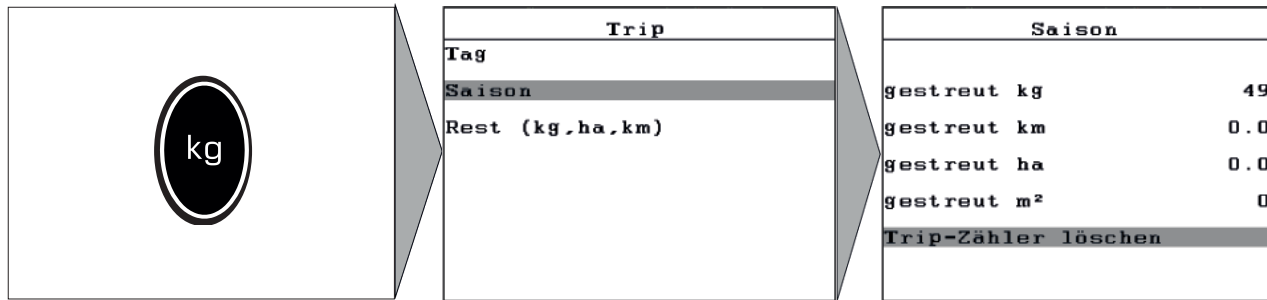 kg
Trip
Tag
Saison
Rest (kg,ha,km)
Saison
gestreut kg 49
gestreut km 0.0
gestreut ha 0.0
gestreut m² 0
Trip-Zähler löschen